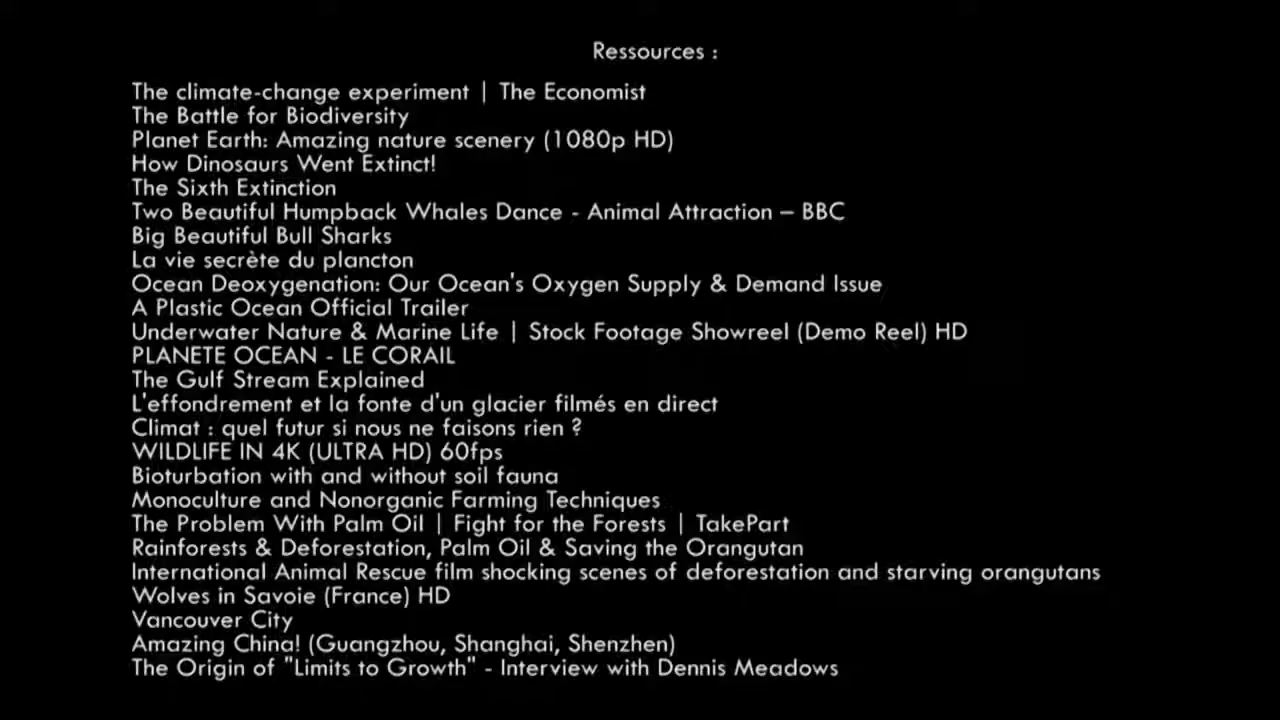 Ressources :
The climate-change experiment | The Economist
The Battle for Biodiversity
Planet Earth: Amazing nature scenery (1080p HD)
How Dinosaurs Went Extinct!
The Sixth Extinction
Two Beautiful Humpback Whales Dance - Animal Attraction – BBC
Big Beautiful Bull Sharks
La vie secrète du plancton
Ocean Deoxygenation: Our Ocean's Oxygen Supply & Demand Issue
A Plastic Ocean Official Trailer
Underwater Nature & Marine Life | Stock Footage Showreel (Demo Reel) HD
PLANETE OCEAN - LE CORAIL
The Gulf Stream Explained
L'effondrement et la fonte d'un glacier filmés en direct
Climat : quel futur si nous ne faisons rien ?
WILDLIFE IN 4K (ULTRA HD) 60fps
Bioturbation with and without soil fauna
Monoculture and Nonorganic Farming Techniques
The Problem With Palm Oil | Fight for the Forests | TakePart
Rainforests & Deforestation, Palm Oil & Saving the Orangutan
International Animal Rescue film shocking scenes of deforestation and starving orangutans
Wolves in Savoie (France) HD
Vancouver City
Amazing China! (Guangzhou, Shanghai, Shenzhen)
The Origin of "Limits to Growth" - Interview with Dennis Meadows